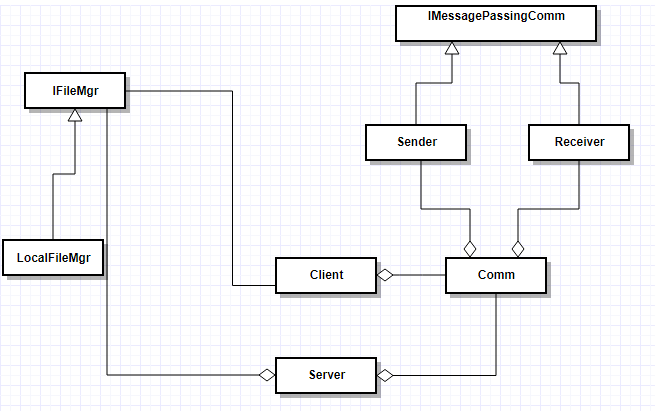 IMessagePassingComm
IFileMgr
Sender
Receiver
LocalFileMgr
Client
Comm
Server